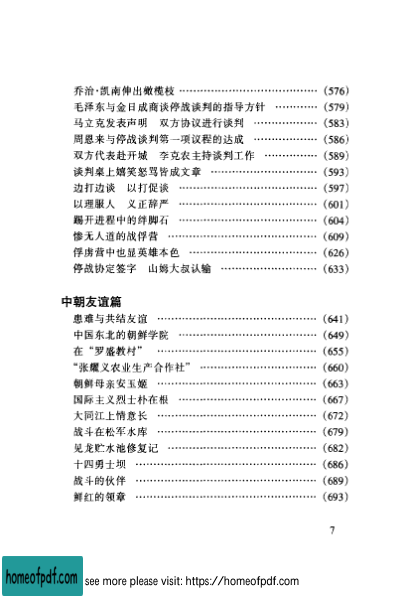 乔治·凯南伸出橄榄枝 …………………………………… (576)
毛泽东与金日成商谈停战谈判的指导方针 ………… (579)
马立克发表声明 双方协议进行谈判 ……………… (583)
周恩来与停战谈判第一项议程的达成 ……………… (586)
双方代表赴开城 李克农主持谈判工作 …………… (589)
谈判桌上嬉笑怒骂皆成文章 ………………………… (593)
边打边谈 以打促谈 ………………………………… (597)
以理服人 义正辞严 ………………………………… (601)
踢开进程中的绊脚石 ………………………………… (604)
惨无人道的战俘营 …………………………………… (609)
俘虏营中也显英雄本色 ……………………………… (626)
停战协定签字 山姆大叔认输 ……………………… (633)
中朝友谊篇
患难与共结友谊 ……………………………………… (641)
中国东北的朝鲜学院 ………………………………… (649)
在“罗盛教村” ……………………………………… (655)
“张耀义农业生产合作社” …………………………… (660)
朝鲜母亲安玉姬 ……………………………………… (663)
国际主义烈士朴在根 ………………………………… (667)
大同江上情意长 ……………………………………… (672)
战斗在松军水库 ……………………………………… (679)
见龙贮水池修复记 …………………………………… (682)
十四勇士坝 …………………………………………… (686)
战斗的伙伴 …………………………………………… (689)
鲜红的领章 …………………………………………… (693)
7
homeofpdf.com see more please visit: https://homeofpdf.com